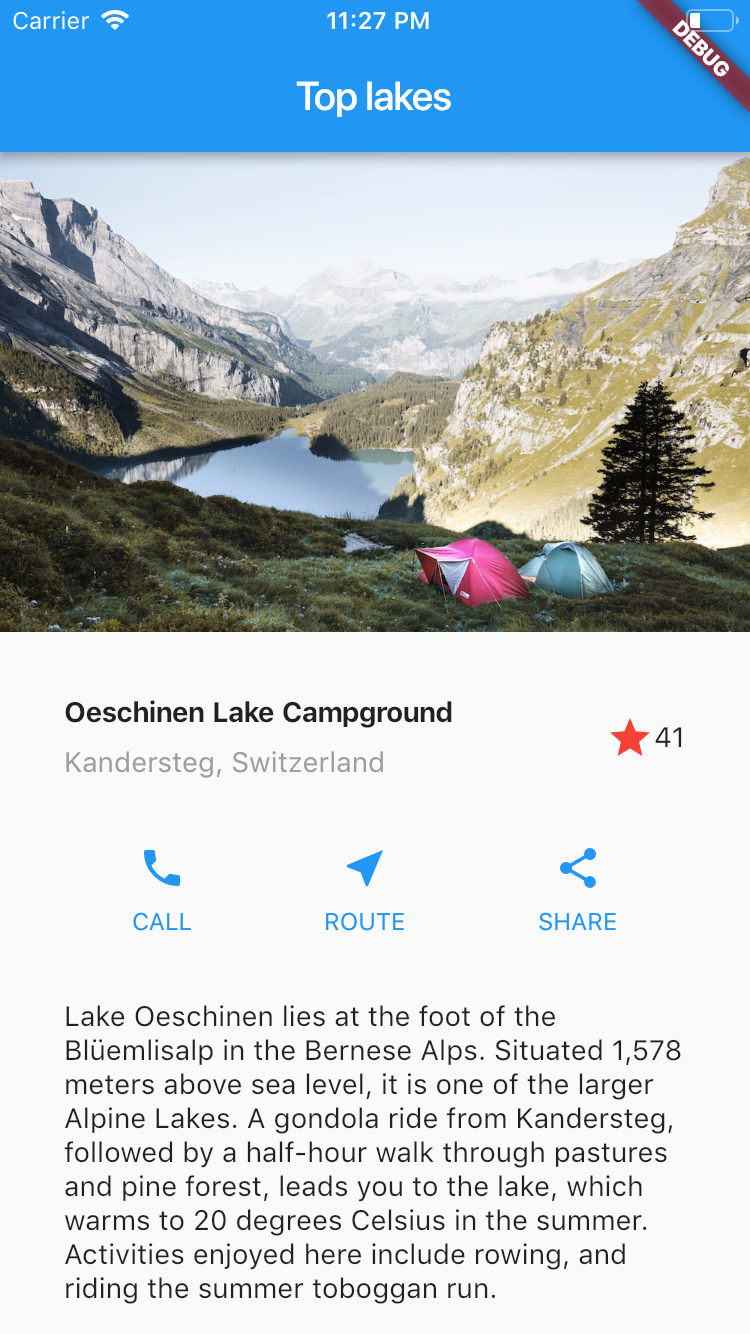 Carrier 11:27 PM
DEBUG
Top lakes
Oeschinen Lake Campground
Kandersteg, Switzerland
41
CALL ROUTE SHARE
Lake Oeschinen lies at the foot of the
Blüemlisalp in the Bernese Alps. Situated 1,578
meters above sea level, it is one of the larger
Alpine Lakes. A gondola ride from Kandersteg,
followed by a half-hour walk through pastures
and pine forest, leads you to the lake, which
warms to 20 degrees Celsius in the summer.
Activities enjoyed here include rowing, and
riding the summer toboggan run.